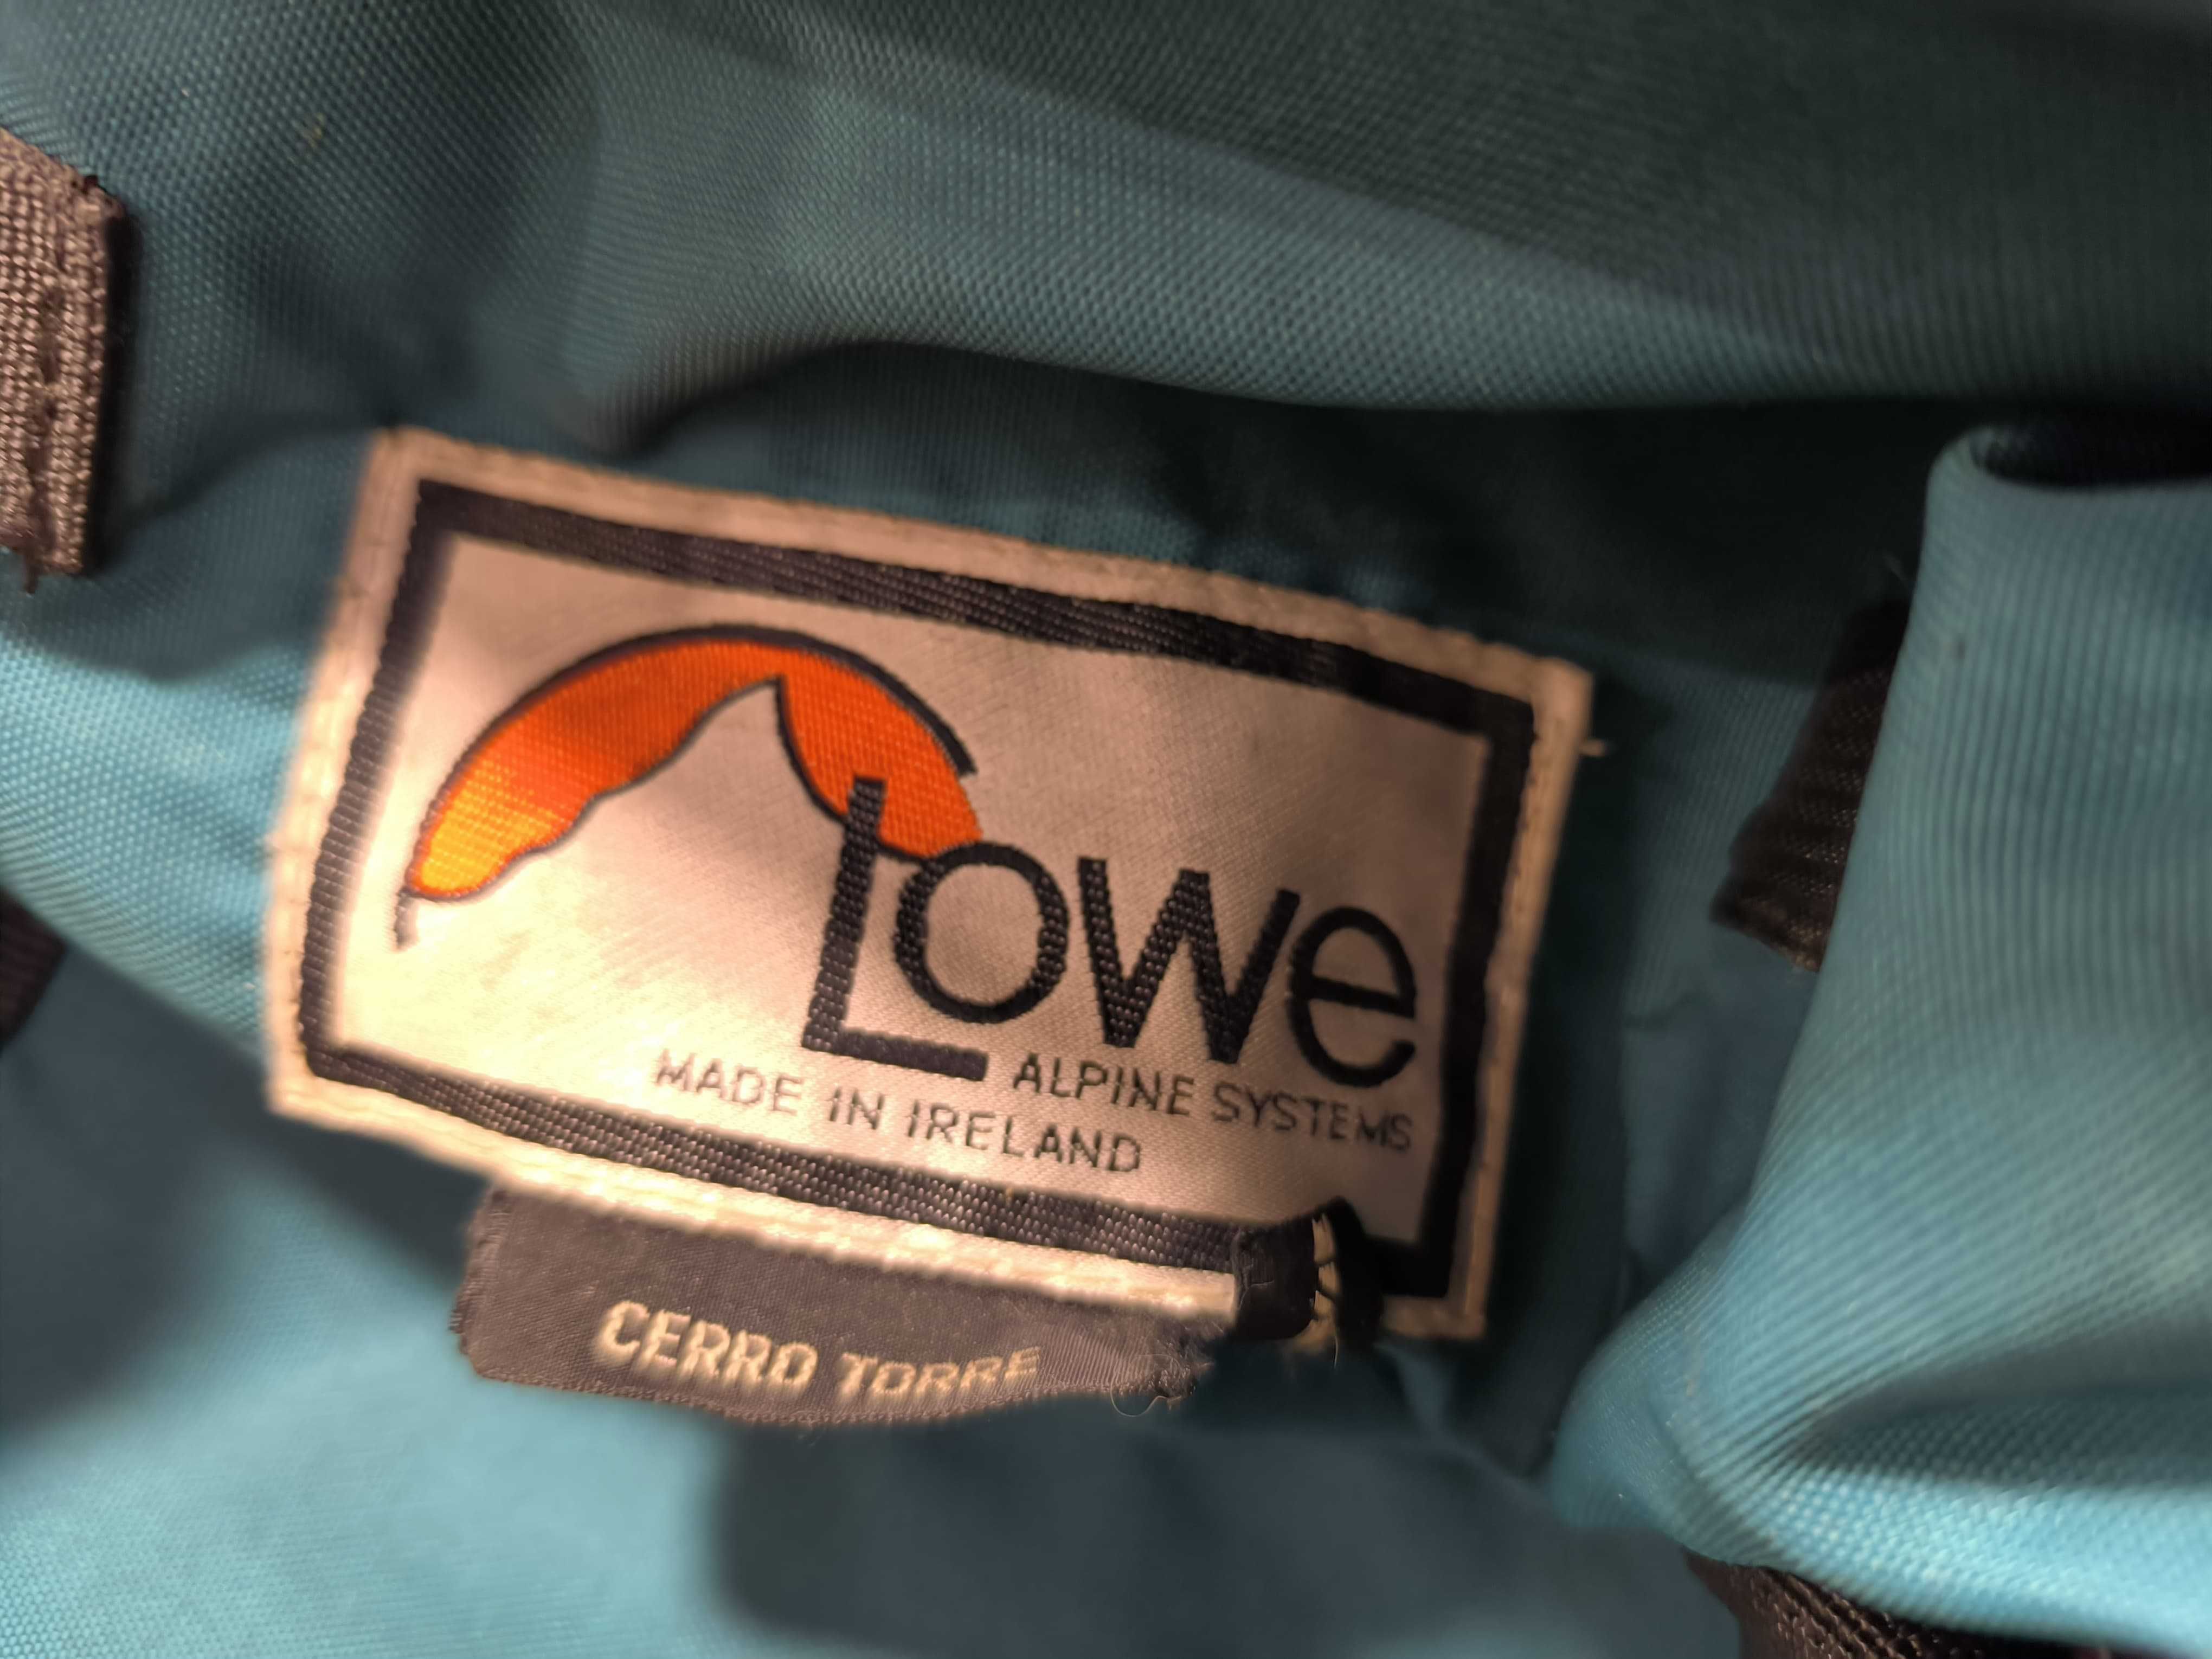 Lowe
ALPINE SYSTEMS
MADE IN IRELAND
CERRO TORRE